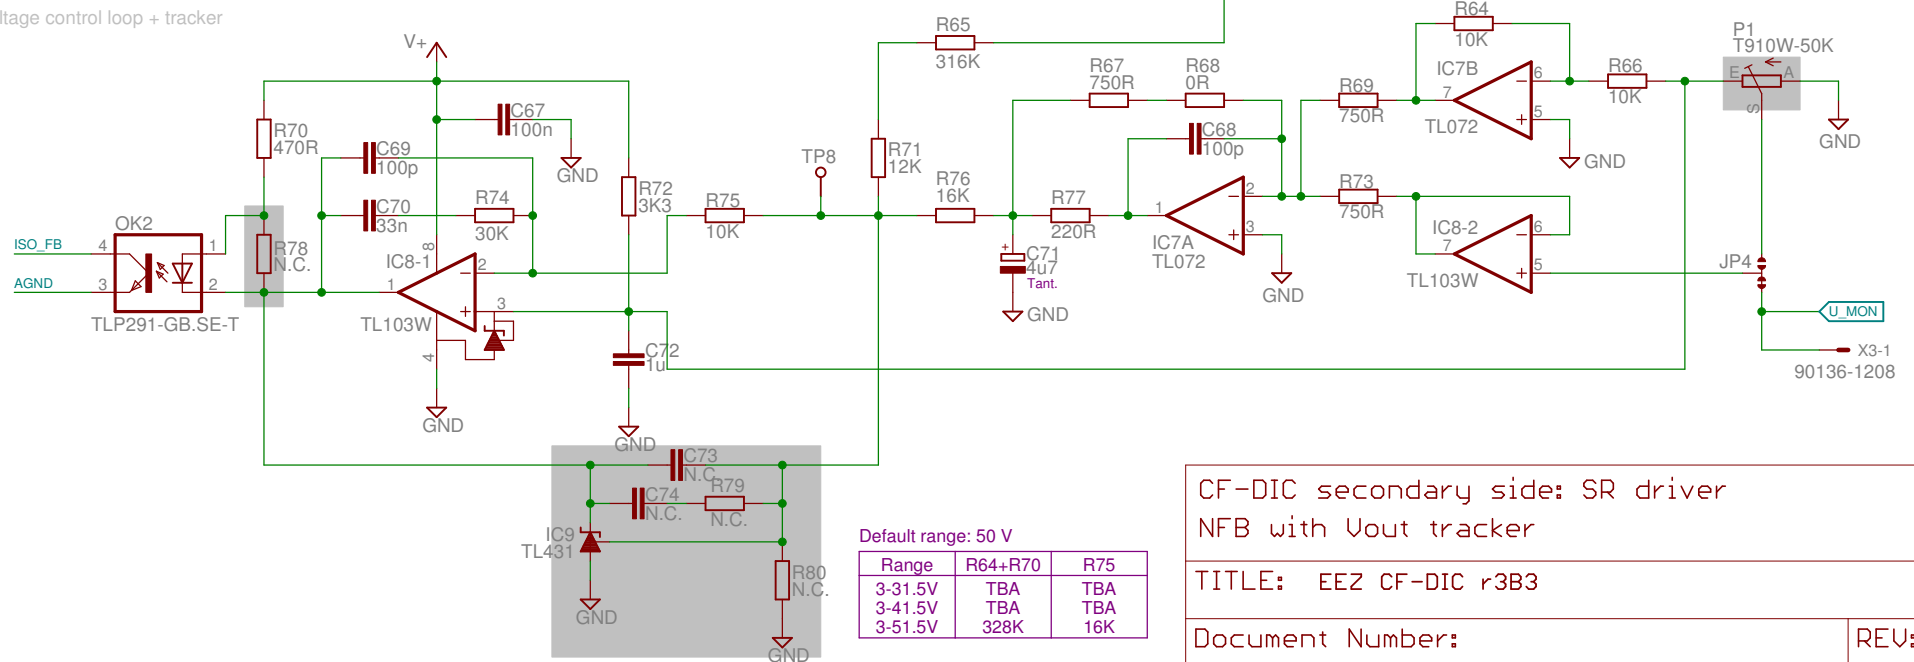 ltage control loop + tracker
V+
R70
470R
C69
100p
C70
33n
R74
30K
C67
100n
GND
R72
3K3
R75
10K
TP8
R65
316K
R71
12K
R76
16K
R67
750R
R68
0R
C68
100p
R77
220R
C71
4u7
Tant.
GND
1
2
3
IC7A
TL072
GND
R69
750R
R73
750R
R64
10K
IC7B
7
6
5
TL072
GND
R66
10K
P1
T910W-50K
E
A
S
GND
IC8-2
7
6
5
TL103W
JP4
U_MON
X3-1
90136-1208
OK2
ISO_FB
4
1
AGND
3
2
TLP291-GB.SE-T
R78
N.C.
IC8-1
8
2
1
3
4
TL103W
GND
C72
1u
GND
C73
N.C.
C74
N.C.
R79
N.C.
IC9
TL431
GND
R80
N.C.
GND
Default range: 50 V
Range R64+R70 R75
3-31.5V TBA TBA
3-41.5V TBA TBA
3-51.5V 328K 16K
CF-DIC secondary side: SR driver
NFB with Vout tracker
TITLE: EEZ CF-DIC r3B3
Document Number:
REV: